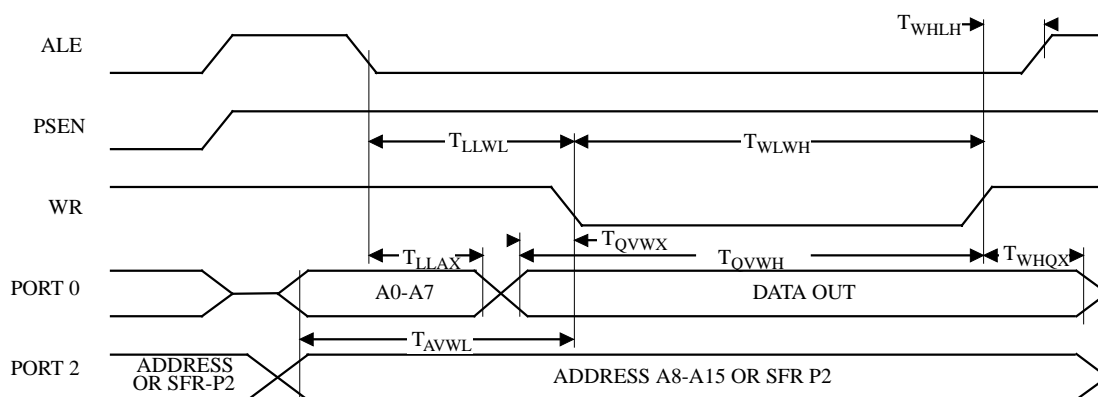 T_WHLH
ALE
PSEN
T_LLWL
T_WLWH
WR
T_QVWX
T_LLAX
T_QVWH
T_WHQX
PORT 0
A0-A7
DATA OUT
T_AVWL
PORT 2
ADDRESS
OR SFR-P2
ADDRESS A8-A15 OR SFR P2